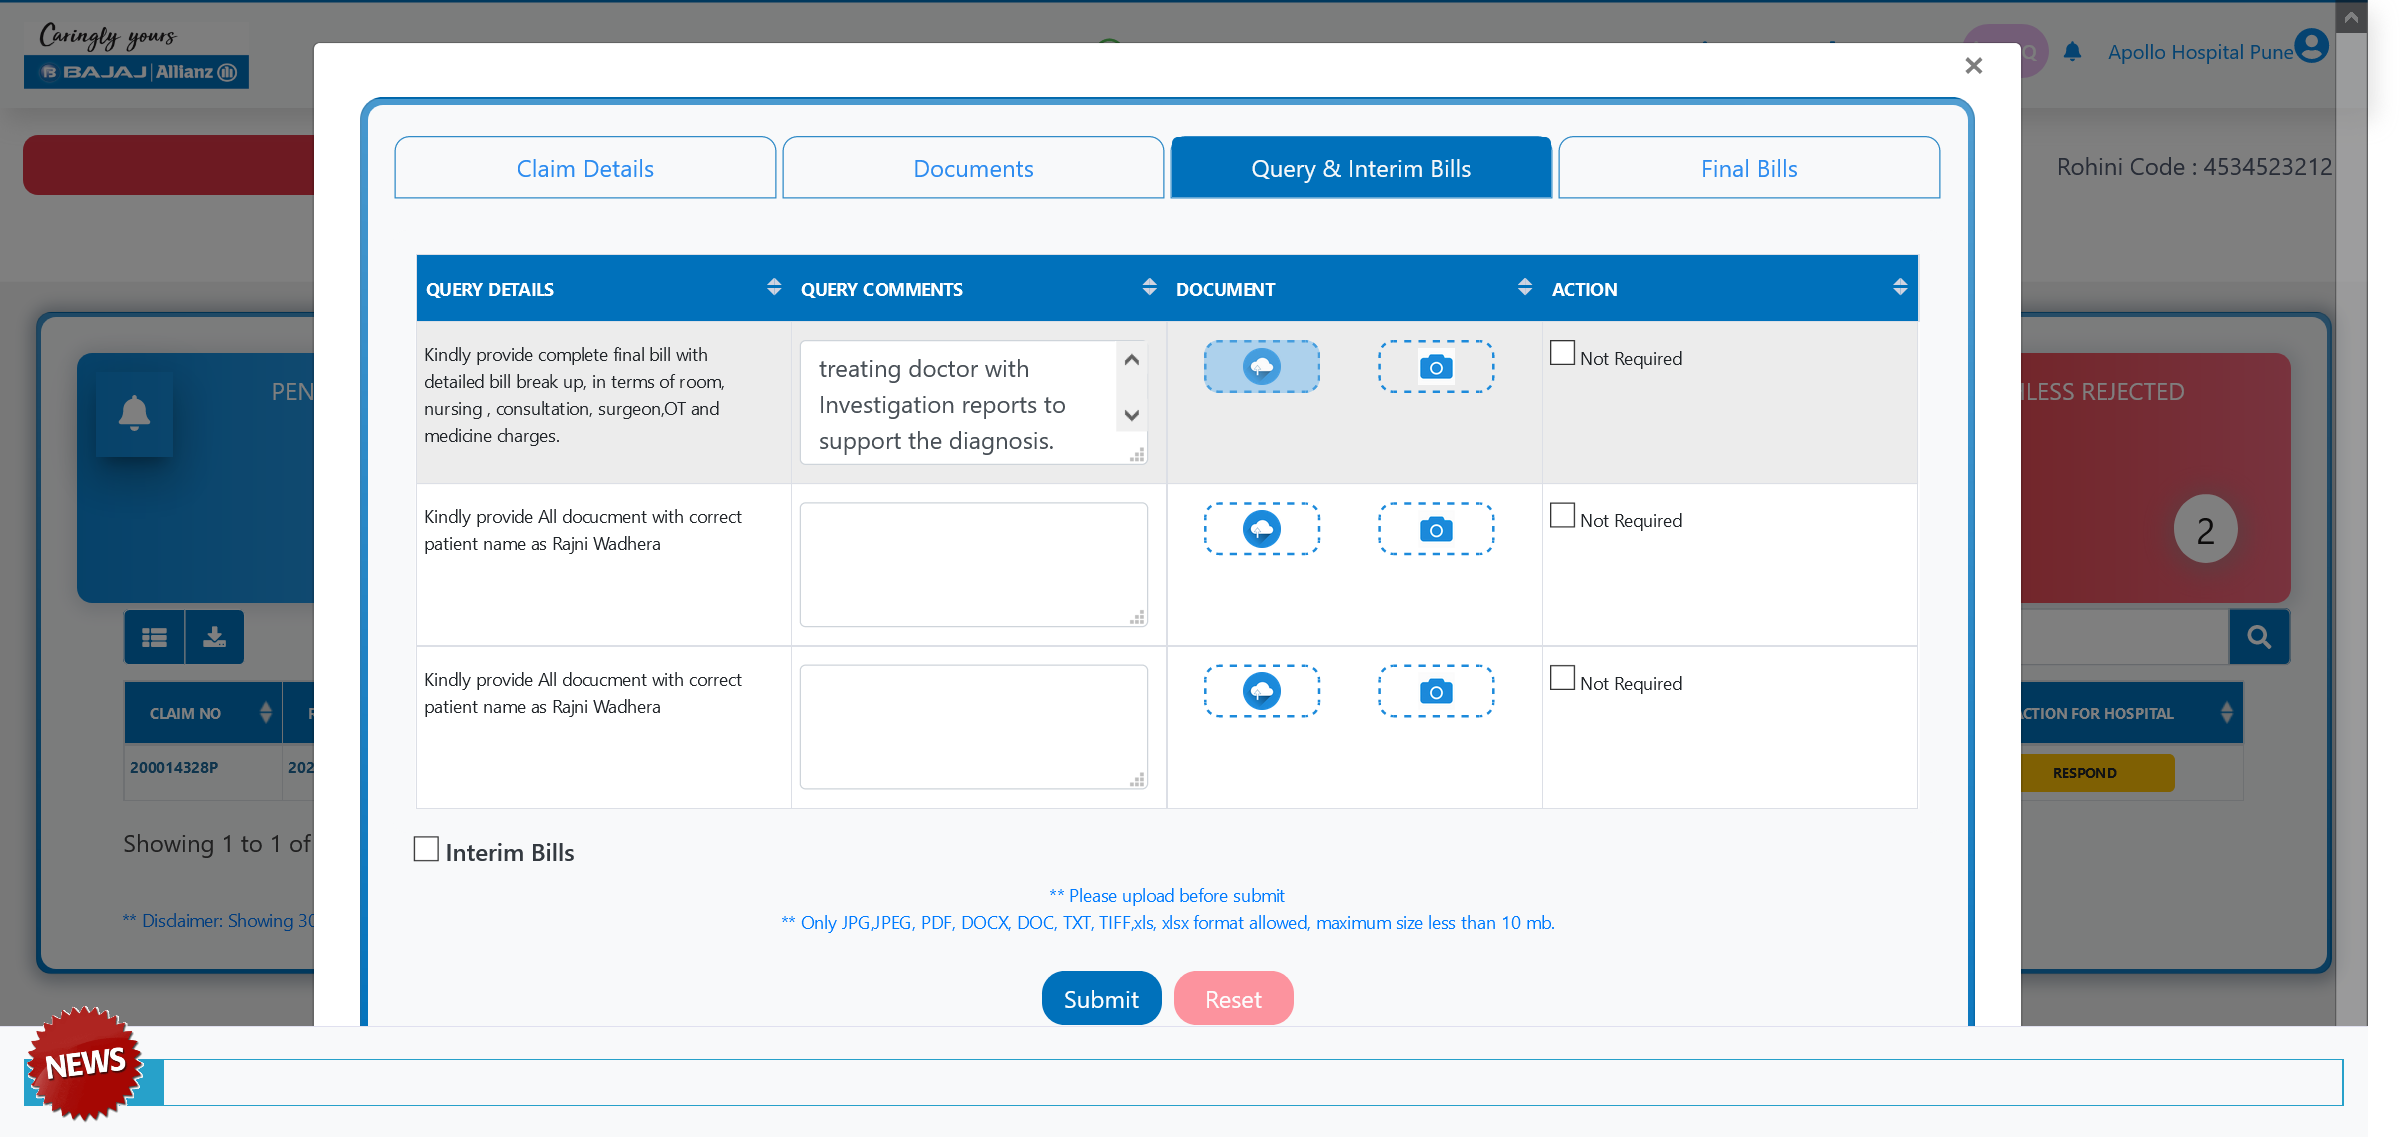 Caringly yours
BAJAJ | Allianz
Apollo Hospital Pune
Q
×
Claim Details
Documents
Query & Interim Bills
Final Bills
Rohini Code : 4534523212
QUERY DETAILS
QUERY COMMENTS
DOCUMENT
ACTION
Kindly provide complete final bill with
detailed bill break up, in terms of room,
nursing , consultation, surgeon,OT and
medicine charges.
treating doctor with
Investigation reports to
support the diagnosis.
Not Required
PEN
REJECTED
Kindly provide All docucment with correct
patient name as Rajni Wadhera
Not Required
2
Kindly provide All docucment with correct
patient name as Rajni Wadhera
Not Required
CLAIM NO
FOR HOSPITAL
200014328P
202
RESPOND
Showing 1 to 1 of
Interim Bills
** Please upload before submit
** Only JPG,JPEG, PDF, DOCX, DOC, TXT, TIFF,xls, xlsx format allowed, maximum size less than 10 mb.
** Disclaimer: Showing 30
Submit
Reset
NEWS